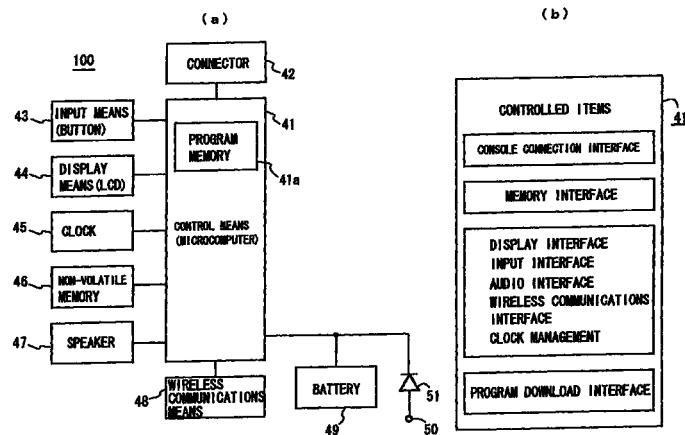 (a)
100
CONNECTOR
42
43
INPUT MEANS
(BUTTON)
41
PROGRAM
MEMORY
41a
44
DISPLAY
MEANS(LCD)
45
CLOCK
CONTROL MEANS
(MICROCOMPUTER)
46
NON-VOLATILE
MEMORY
47
SPEAKER
48
WIRELESS
COMMUNICATIONS
MEANS
BATTERY
49
51
50
(b)
CONTROLLED ITEMS
41
CONSOLE CONNECTION INTERFACE
MEMORY INTERFACE
DISPLAY INTERFACE
INPUT INTERFACE
AUDIO INTERFACE
WIRELESS COMMUNICATIONS
INTERFACE
CLOCK MANAGEMENT
PROGRAM DOWNLOAD INTERFACE